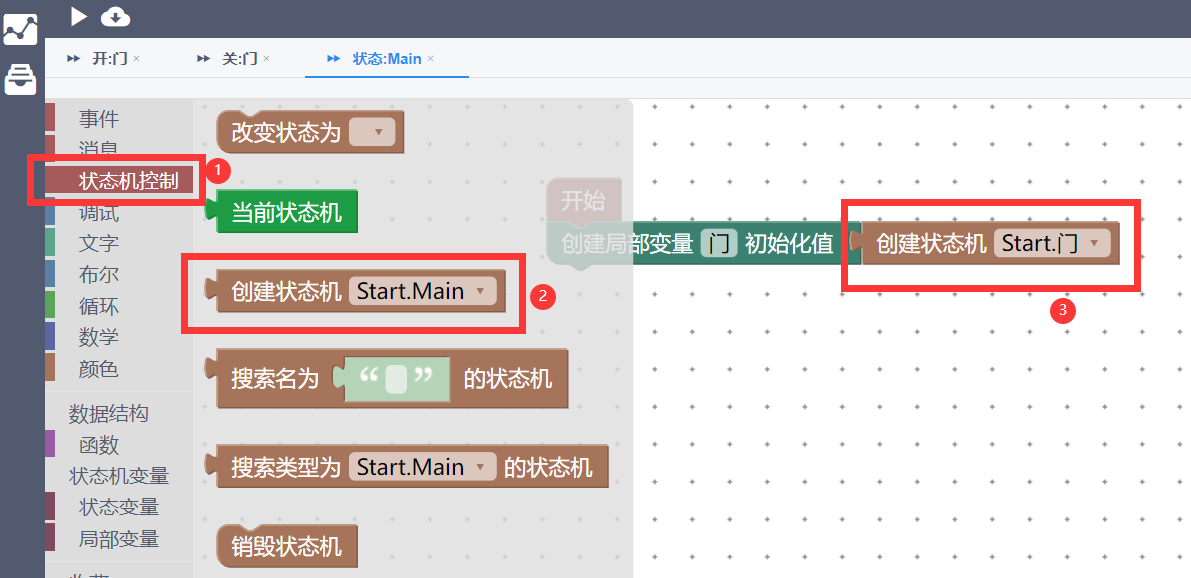 开:门 × 关:门 × 状态:Main ×
事件
消息
状态机控制
调试
文字
布尔
循环
数学
颜色
数据结构
函数
状态机变量
状态变量
局部变量
改变状态为
当前状态机
创建状态机 Start.Main
搜索名为 “ ” 的状态机
搜索类型为 Start.Main 的状态机
销毁状态机
开始
创建局部变量 门 初始化值 创建状态机 Start.门
1
2
3